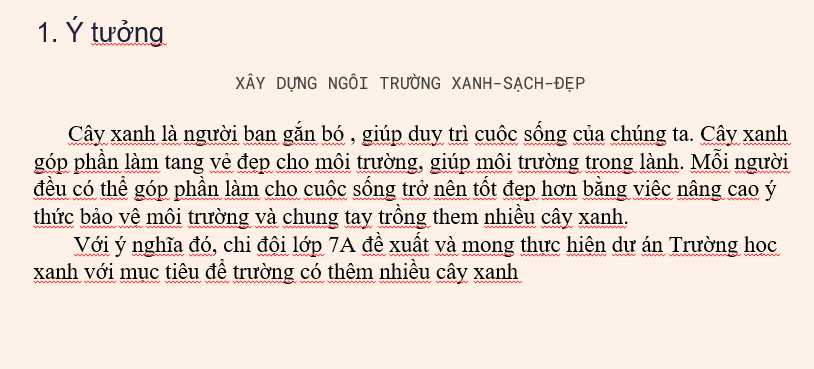 1. Ý tưởng
XÂY DỰNG NGÔI TRƯỜNG XANH-SẠCH-ĐẸP
Cây xanh là người bạn gắn bó , giúp duy trì cuộc sống của chúng ta. Cây xanh
góp phần làm tang vẻ đẹp cho môi trường, giúp môi trường trong lành. Mỗi người
đều có thể góp phần làm cho cuộc sống trở nên tốt đẹp hơn bằng việc nâng cao ý
thức bảo vệ môi trường và chung tay trồng them nhiều cây xanh.
Với ý nghĩa đó, chi đội lớp 7A đề xuất và mong thực hiện dự án Trường học
xanh với mục tiêu để trường có thêm nhiều cây xanh